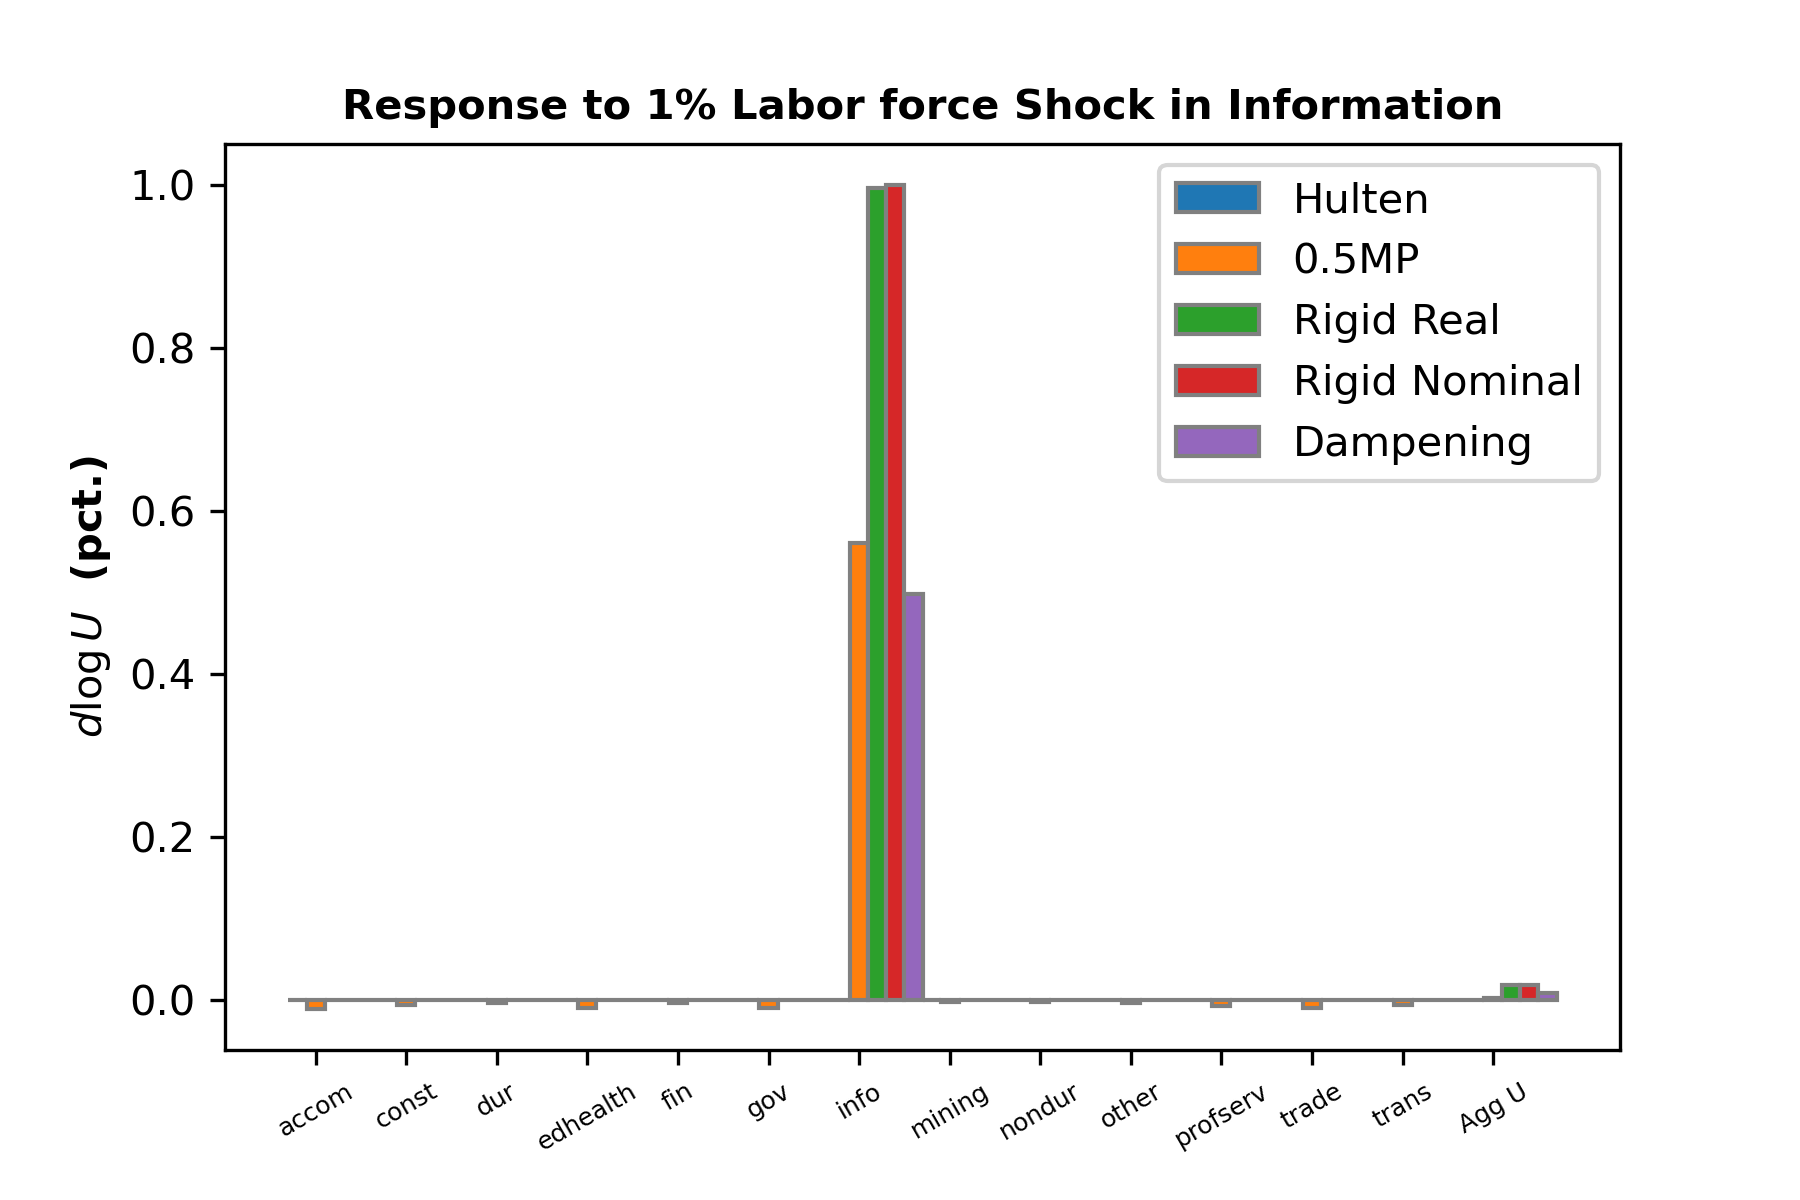 Response to 1% Labor force Shock in Information
1.0
0.8
0.6
0.4
0.2
0.0
dlog U (pct.)
Hulten
0.5MP
Rigid Real
Rigid Nominal
Dampening
accom
const
dur
edhealth
fin
gov
info
mining
nondur
other
profserv
trade
trans
Agg U